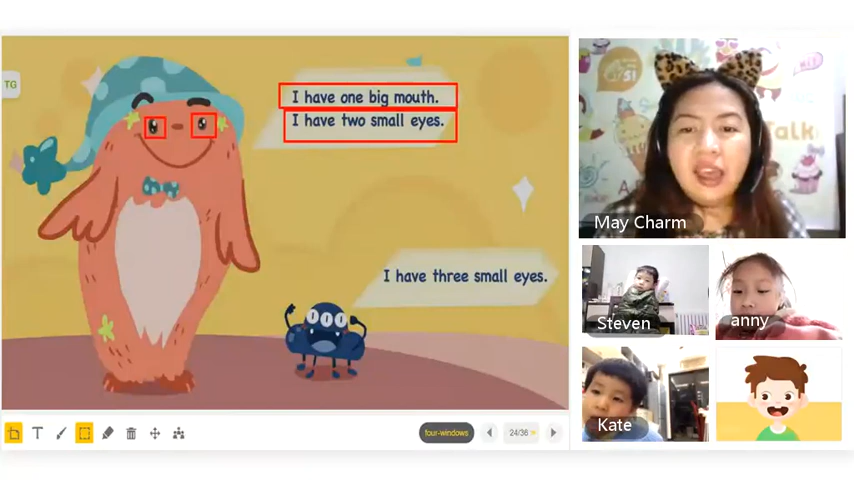 TG
I have one big mouth.
I have two small eyes.
I have three small eyes.
T
four-windows
24/36
Talk
May Charm
Steven
anny
Kate